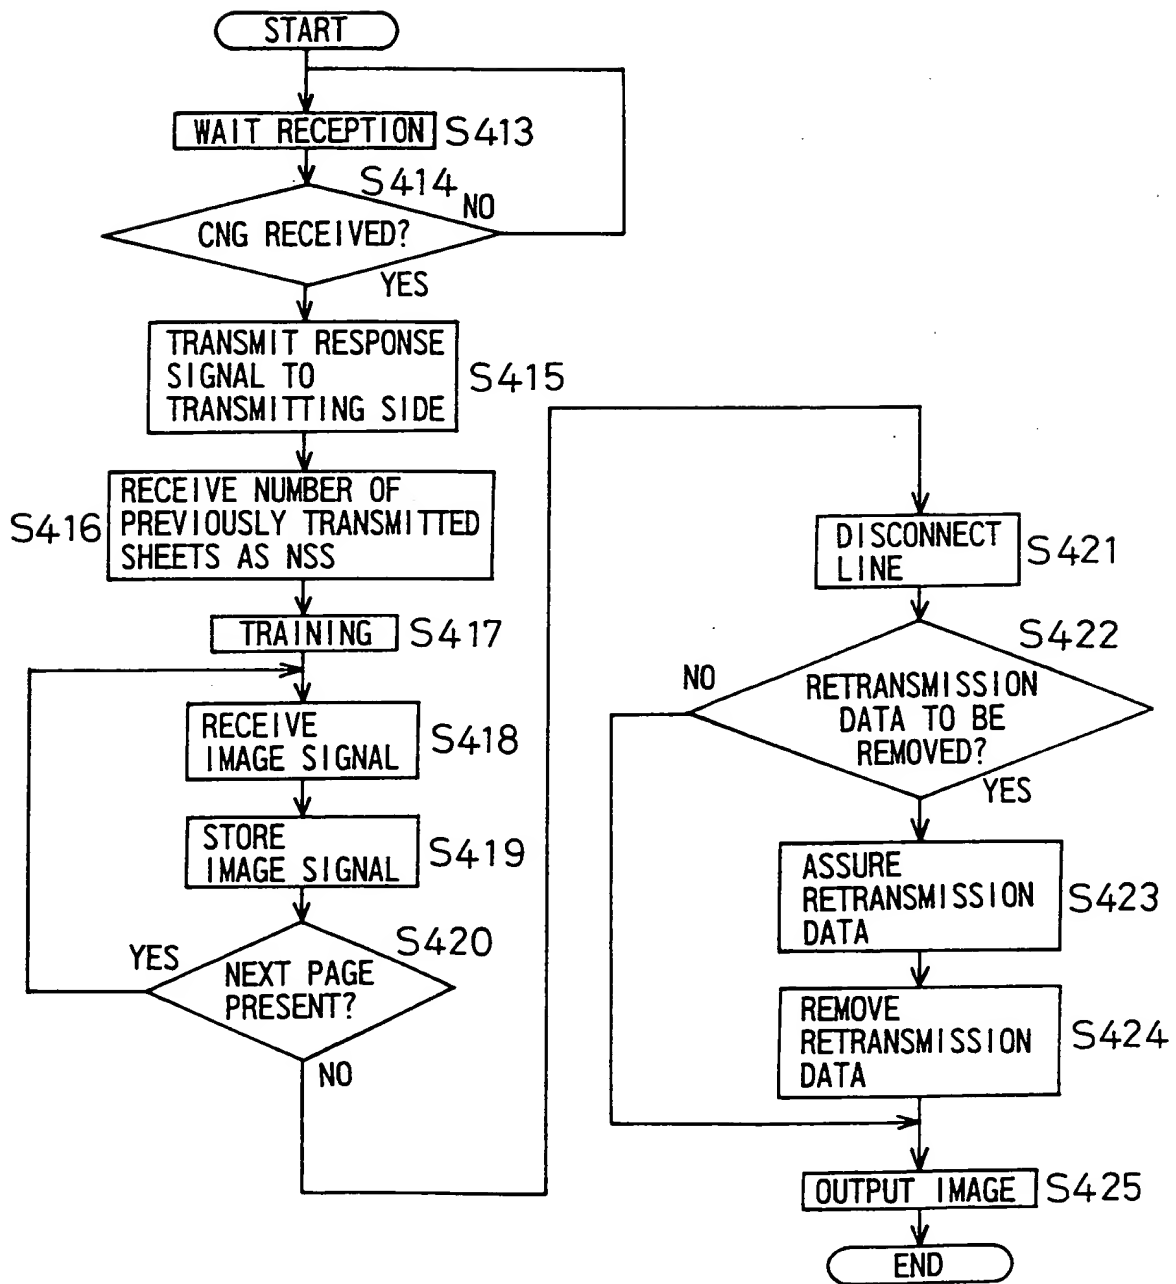 START
WAIT RECEPTION S413
S414
NO
CNG RECEIVED?
YES
TRANSMIT RESPONSE
SIGNAL TO
TRANSMITTING SIDE
S415
RECEIVE NUMBER OF
PREVIOUSLY TRANSMITTED
SHEETS AS NSS
S416
TRAINING S417
RECEIVE
IMAGE SIGNAL
S418
STORE
IMAGE SIGNAL
S419
S420
YES
NEXT PAGE
PRESENT?
NO
DISCONNECT
LINE
S421
S422
NO
RETRANSMISSION
DATA TO BE
REMOVED?
YES
ASSURE
RETRANSMISSION
DATA
S423
REMOVE
RETRANSMISSION
DATA
S424
OUTPUT IMAGE S425
END